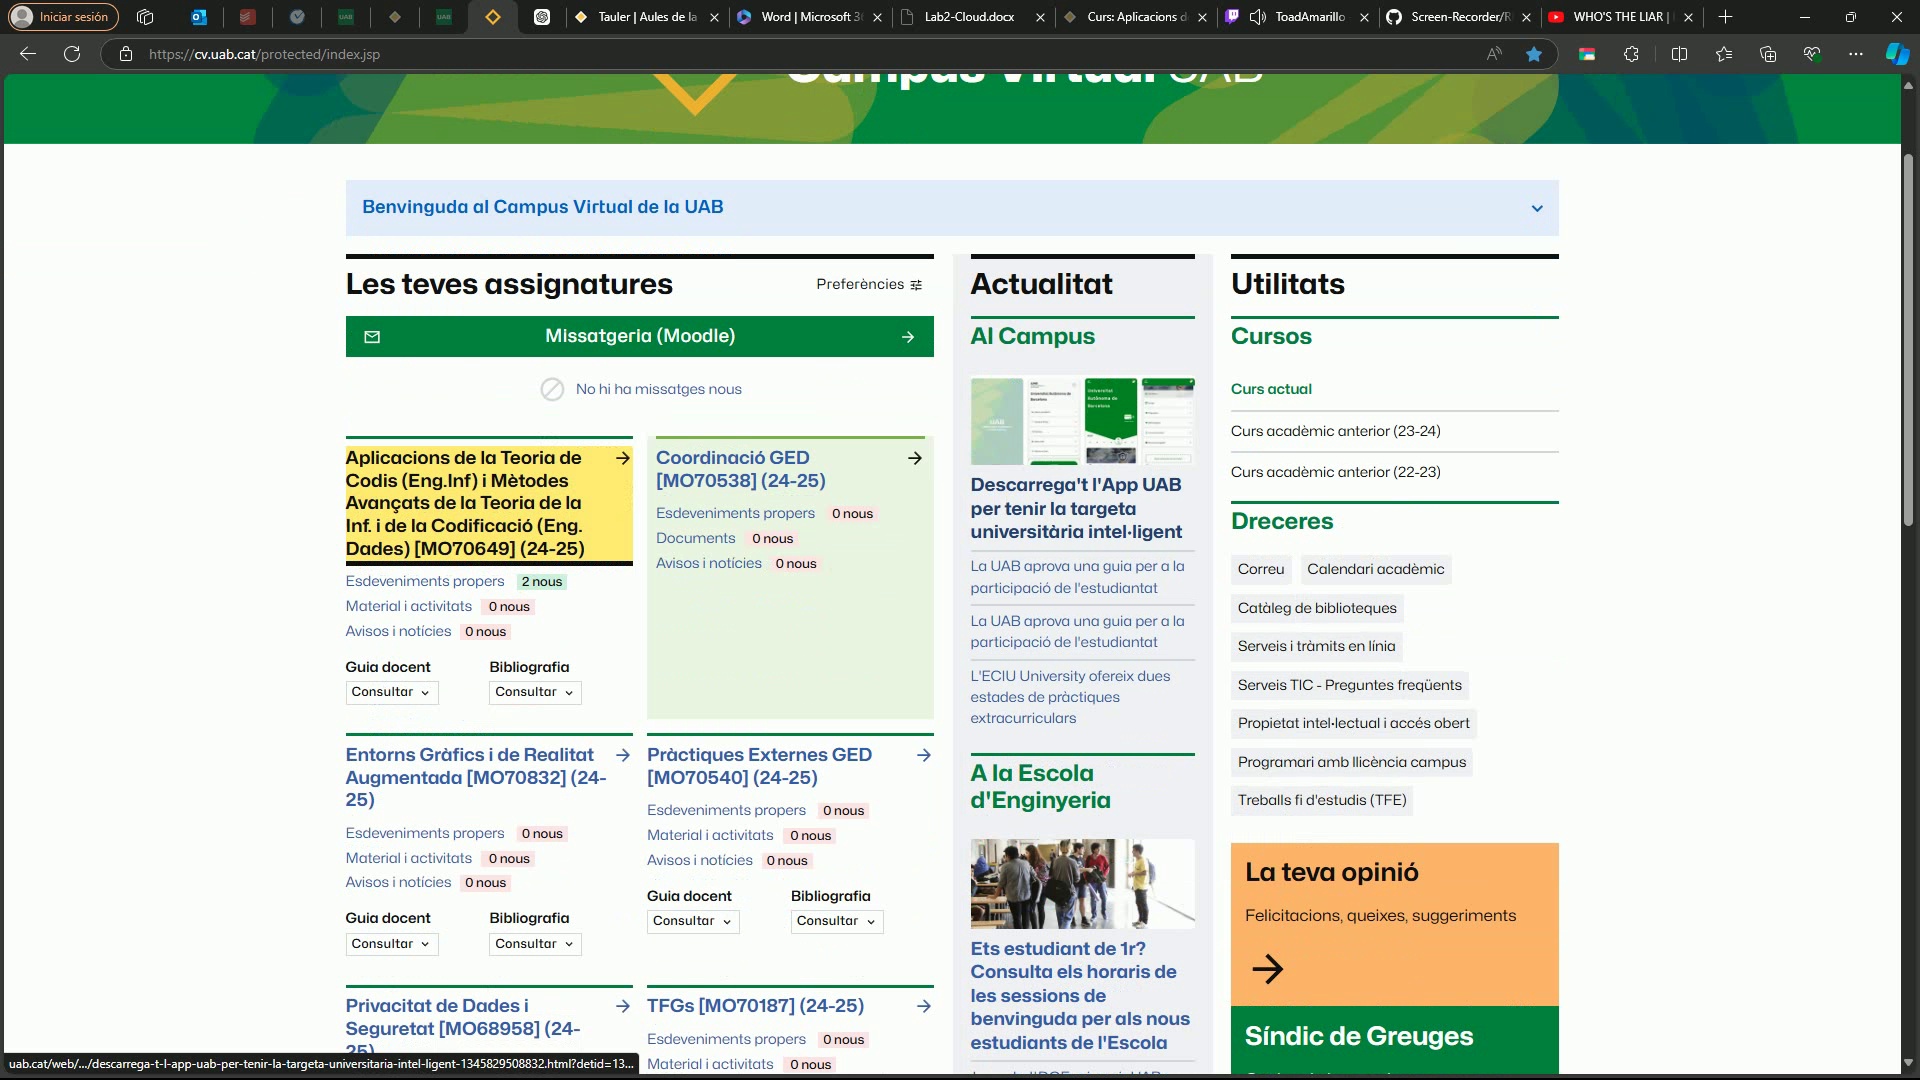 Iniciar sesión
Tauler | Aules de la
Word | Microsoft 3
Lab2-Cloud.docx
Curs: Aplicacions d
ToadAmarillo
Screen-Recorder/R
WHO'S THE LIAR |
https://cv.uab.cat/protected/index.jsp
Campus Virtual UAB
Benvinguda al Campus Virtual de la UAB
Les teves assignatures
Preferències
Missatgeria (Moodle)
No hi ha missatges nous
Aplicacions de la Teoria de
Codis (Eng.Inf) i Mètodes
Avançats de la Teoria de la
Inf. i de la Codificació (Eng.
Dades) [MO70649] (24-25)
Esdeveniments propers 2 nous
Material i activitats 0 nous
Avisos i notícies 0 nous
Guia docent Bibliografia
Consultar Consultar
Coordinació GED
[MO70538] (24-25)
Esdeveniments propers 0 nous
Documents 0 nous
Avisos i notícies 0 nous
Entorns Gràfics i de Realitat
Augmentada [MO70832] (24-
25)
Esdeveniments propers 0 nous
Material i activitats 0 nous
Avisos i notícies 0 nous
Guia docent Bibliografia
Consultar Consultar
Pràctiques Externes GED
[MO70540] (24-25)
Esdeveniments propers 0 nous
Material i activitats 0 nous
Avisos i notícies 0 nous
Guia docent Bibliografia
Consultar Consultar
Privacitat de Dades i
Seguretat [MO68958] (24-
25)
TFGs [MO70187] (24-25)
Esdeveniments propers 0 nous
Material i activitats 0 nous
Actualitat
Al Campus
Descarrega't l'App UAB
per tenir la targeta
universitària intel·ligent
La UAB aprova una guia per a la
participació de l'estudiantat
La UAB aprova una guia per a la
participació de l'estudiantat
L'ECIU University ofereix dues
estades de pràctiques
extracurriculars
A la Escola
d'Enginyeria
Ets estudiant de 1r?
Consulta els horaris de
les sessions de
benvinguda per als nous
estudiants de l'Escola
Utilitats
Cursos
Curs actual
Curs acadèmic anterior (23-24)
Curs acadèmic anterior (22-23)
Dreceres
Correu
Calendari acadèmic
Catàleg de biblioteques
Serveis i tràmits en línia
Serveis TIC - Preguntes freqüents
Propietat intel·lectual i accés obert
Programari amb llicència campus
Treballs fi d'estudis (TFE)
La teva opinió
Felicitacions, queixes, suggeriments
Síndic de Greuges
uab.cat/web/.../descarrega-t-l-app-uab-per-tenir-la-targeta-universitaria-intel-ligent-1345829508832.html?detid=13...